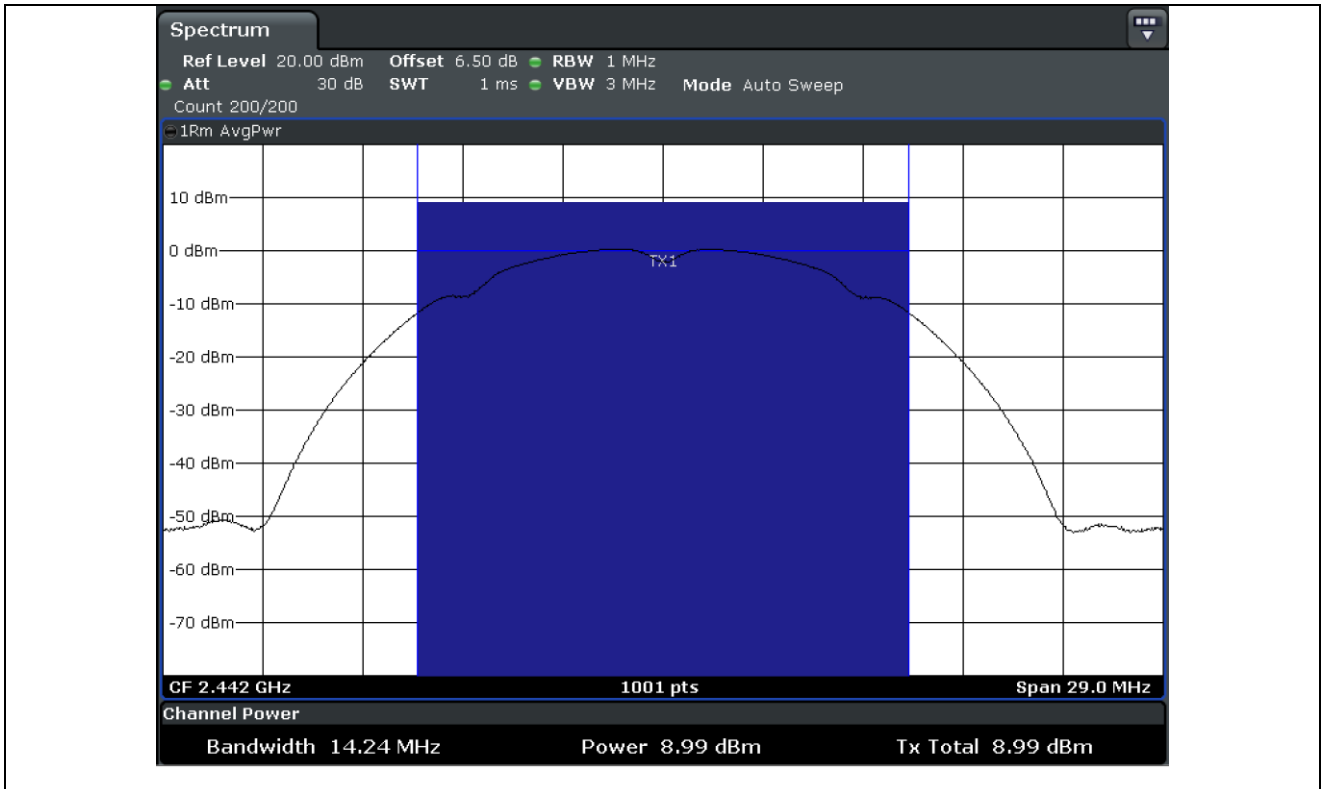 Spectrum
Ref Level 20.00 dBm Offset 6.50 dB RBW 1 MHz
Att 30 dB SWT 1 ms VBW 3 MHz Mode Auto Sweep
Count 200/200
1Rm AvgPwr
10 dBm
0 dBm
TX1
-10 dBm
-20 dBm
-30 dBm
-40 dBm
-50 dBm
-60 dBm
-70 dBm
CF 2.442 GHz 1001 pts Span 29.0 MHz
Channel Power
Bandwidth 14.24 MHz Power 8.99 dBm Tx Total 8.99 dBm